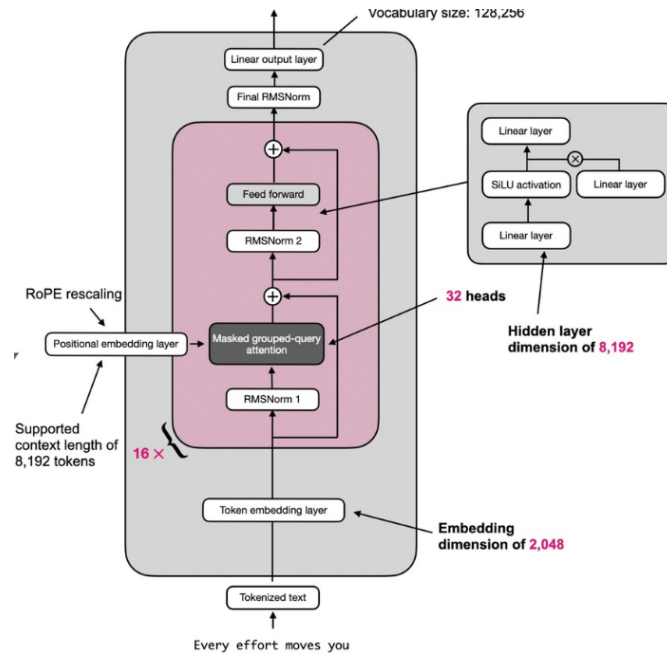 Vocabulary size: 128,256
Linear output layer
Final RMSNorm
Feed forward
RMSNorm 2
Masked grouped-query
attention
RMSNorm 1
16 ×
RoPE rescaling
Positional embedding layer
Supported
context length of
8,192 tokens
Token embedding layer
Tokenized text
Every effort moves you
Linear layer
SiLU activation
Linear layer
Linear layer
32 heads
Hidden layer
dimension of 8,192
Embedding
dimension of 2,048